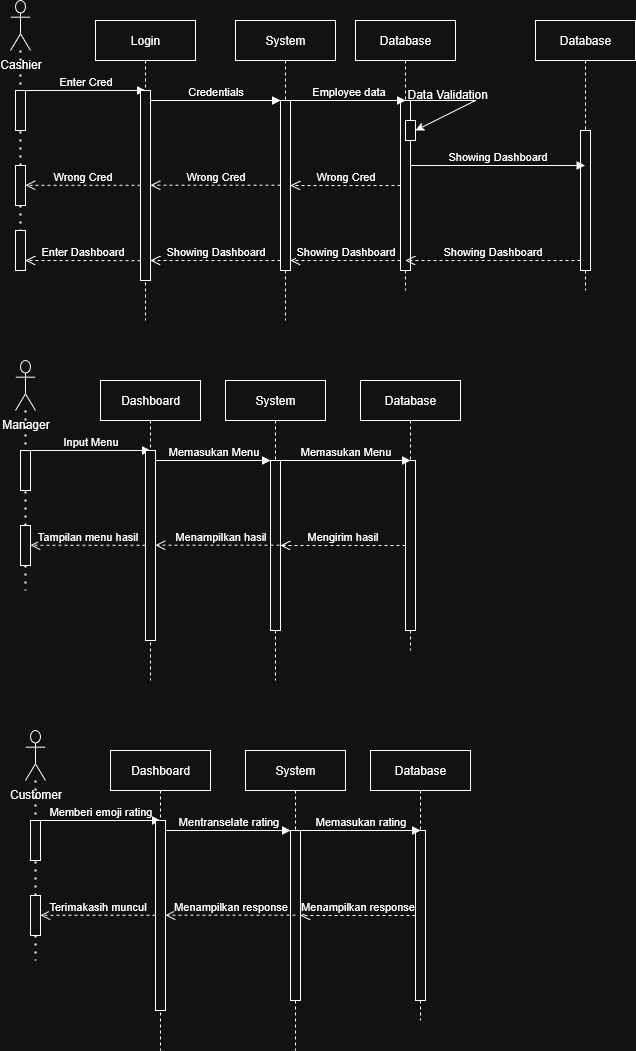 Cashier
Login
System
Database
Database
Enter Cred
Credentials
Employee data
Data Validation
Showing Dashboard
Wrong Cred
Wrong Cred
Wrong Cred
Enter Dashboard
Showing Dashboard
Showing Dashboard
Showing Dashboard
Manager
Dashboard
System
Database
Input Menu
Memasukan Menu
Memasukan Menu
Tampilan menu hasil
Menampilkan hasil
Mengirim hasil
Customer
Dashboard
System
Database
Memberi emoji rating
Mentranselate rating
Memasukan rating
Terimakasih muncul
Menampilkan response
Menampilkan response